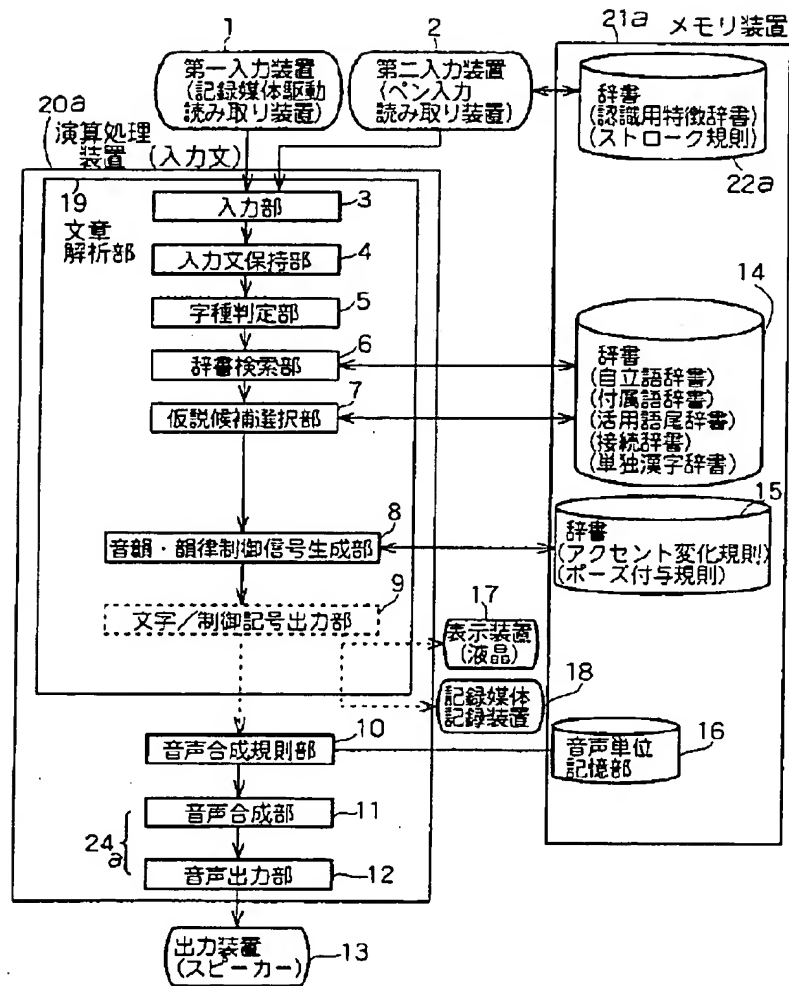 21a メモリ装置
1
2
第一入力装置
(記録媒体駆動
読み取り装置)
第二入力装置
(ペン入力
読み取り装置)
辞書
(認識用特徴辞書)
(ストローク規則)
22a
20a
演算処理
装置 (入力文)
19
文章
解析部
入力部
3
入力文保持部
4
字種判定部
5
辞書検索部
6
仮説候補選択部
7
14
辞書
(自立語辞書)
(付属語辞書)
(活用語尾辞書)
(接続辞書)
(単独漢字辞書)
音韻・韻律制御信号生成部
8
15
辞書
(アクセント変化規則)
(ポーズ付与規則)
文字/制御記号出力部
9
17
表示装置
(液晶)
18
記録媒体
記録装置
音声合成規則部
10
音声単位
記憶部
16
音声合成部
11
24a
音声出力部
12
出力装置
(スピーカー)
13